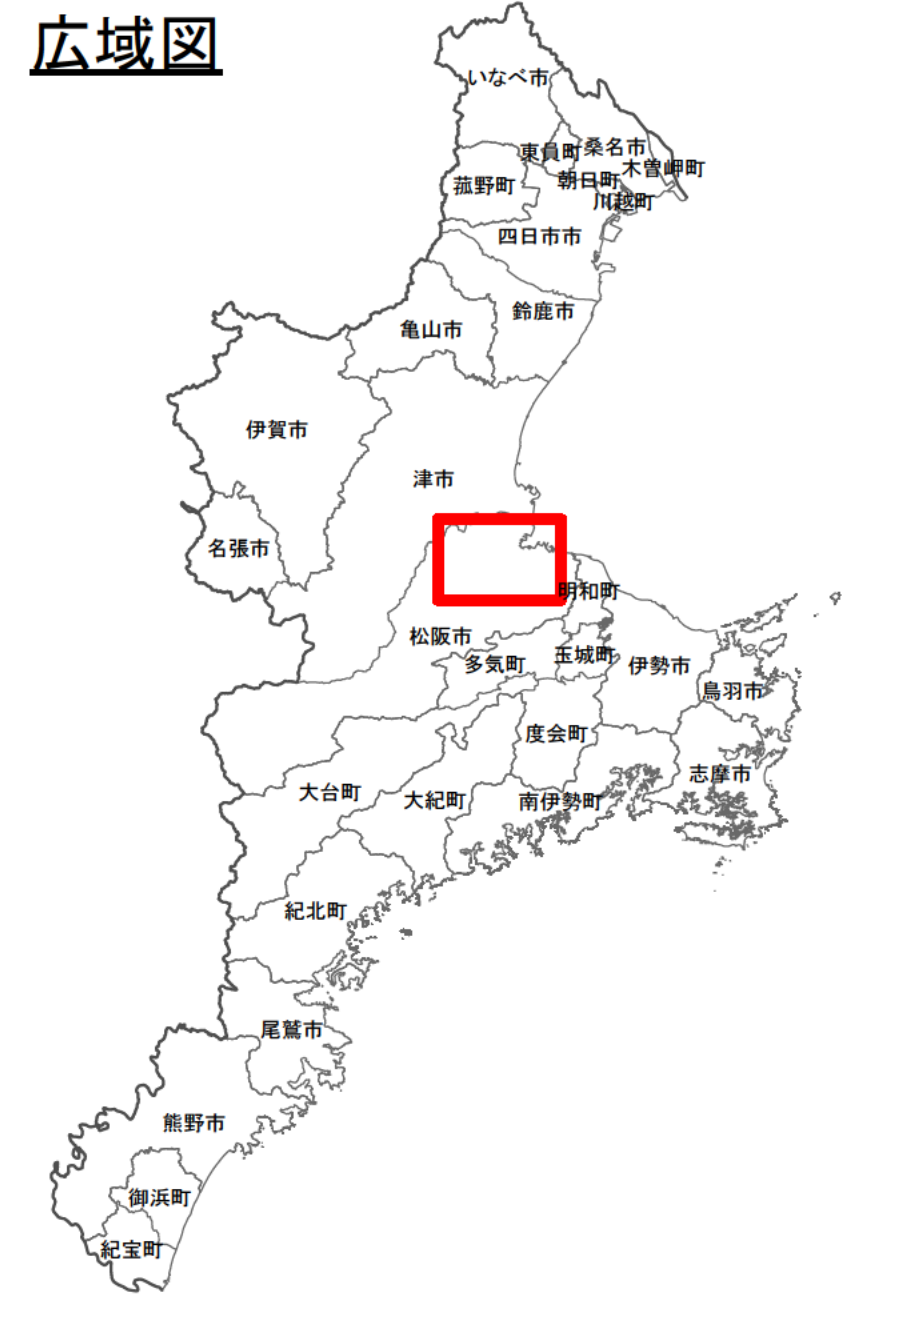 広域図
いなべ市
東員町
桑名市
木曽岬町
菰野町
朝日町
川越町
四日市市
鈴鹿市
亀山市
伊賀市
津市
名張市
明和町
松阪市
多気町
玉城町
伊勢市
鳥羽市
度会町
志摩市
大台町
大紀町
南伊勢町
紀北町
尾鷲市
熊野市
御浜町
紀宝町